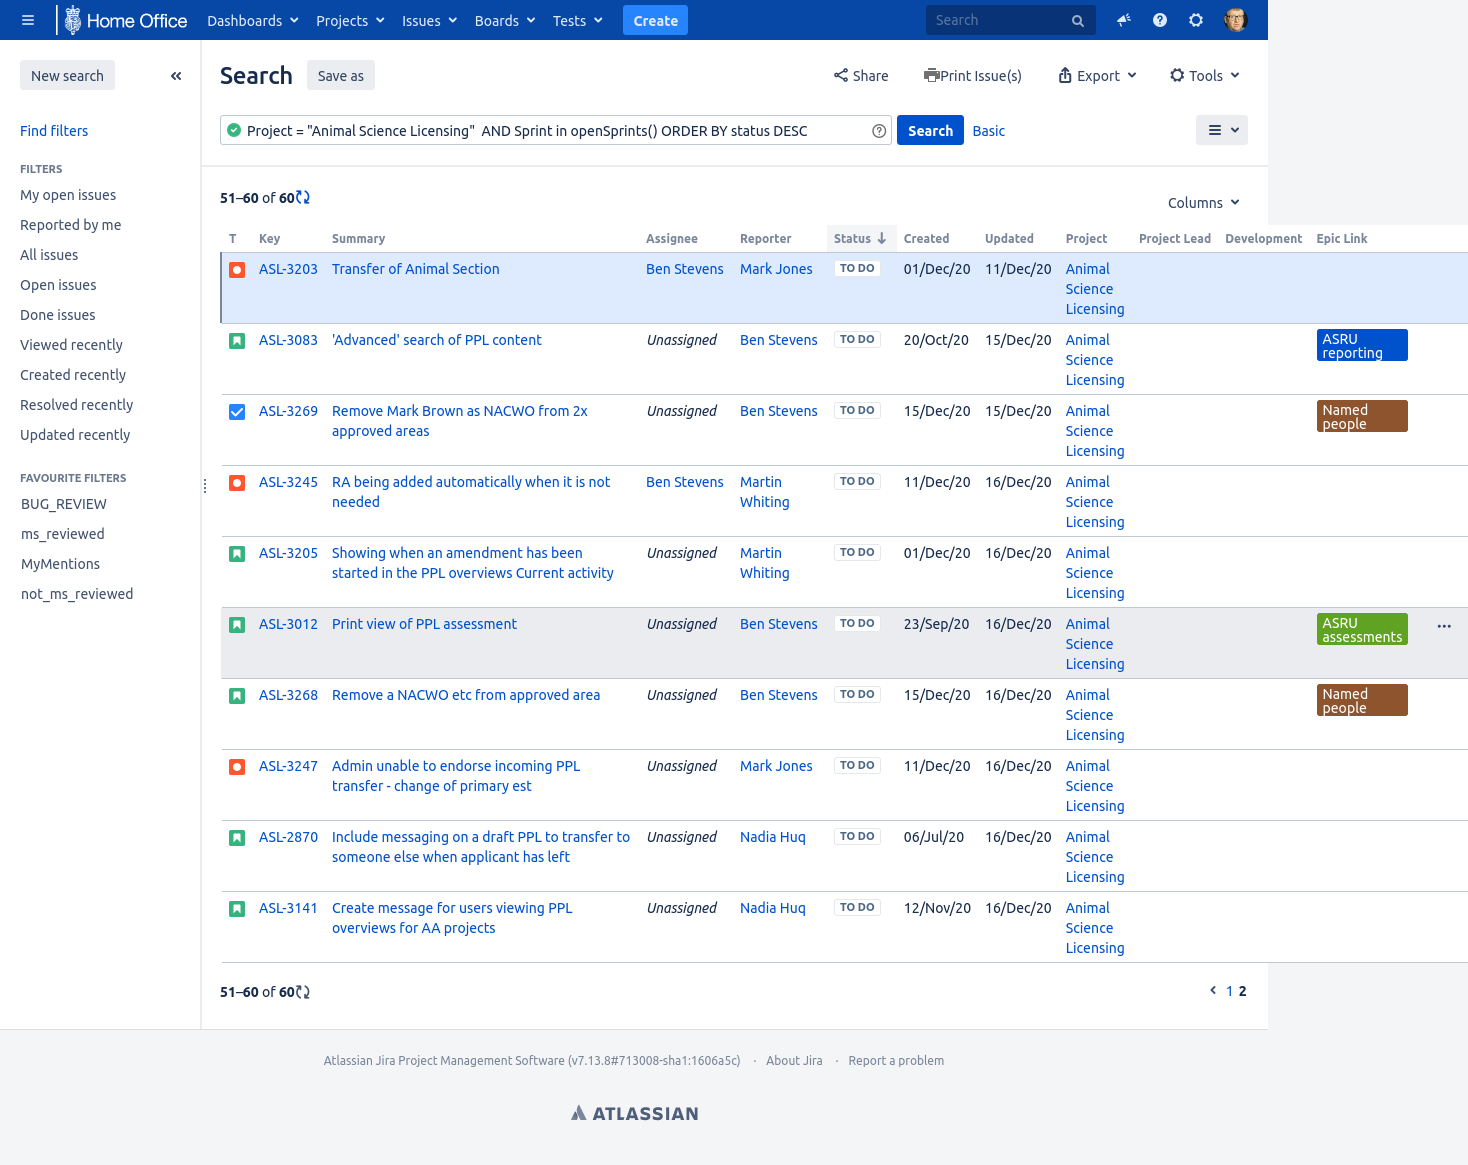 Home Office Dashboards Projects Issues Boards Tests Create Search
New search
Search Save as Share Print Issue(s) Export Tools
Find filters
Project = "Animal Science Licensing"  AND Sprint in openSprints() ORDER BY status DESC Search Basic
FILTERS
My open issues
Reported by me
All issues
Open issues
Done issues
Viewed recently
Created recently
Resolved recently
Updated recently
FAVOURITE FILTERS
BUG_REVIEW
ms_reviewed
MyMentions
not_ms_reviewed
51–60 of 60
Columns
T Key Summary Assignee Reporter Status Created Updated Project Project Lead Development Epic Link
ASL-3203 Transfer of Animal Section Ben Stevens Mark Jones TO DO 01/Dec/20 11/Dec/20 Animal
Science
Licensing
ASL-3083 'Advanced' search of PPL content Unassigned Ben Stevens TO DO 20/Oct/20 15/Dec/20 Animal ASRU
Science reporting
Licensing
ASL-3269 Remove Mark Brown as NACWO from 2x Unassigned Ben Stevens TO DO 15/Dec/20 15/Dec/20 Animal Named
approved areas Science people
Licensing
ASL-3245 RA being added automatically when it is not Ben Stevens Martin TO DO 11/Dec/20 16/Dec/20 Animal
needed Whiting Science
Licensing
ASL-3205 Showing when an amendment has been Unassigned Martin TO DO 01/Dec/20 16/Dec/20 Animal
started in the PPL overviews Current activity Whiting Science
Licensing
ASL-3012 Print view of PPL assessment Unassigned Ben Stevens TO DO 23/Sep/20 16/Dec/20 Animal ASRU
Science assessments
Licensing
ASL-3268 Remove a NACWO etc from approved area Unassigned Ben Stevens TO DO 15/Dec/20 16/Dec/20 Animal Named
Science people
Licensing
ASL-3247 Admin unable to endorse incoming PPL Unassigned Mark Jones TO DO 11/Dec/20 16/Dec/20 Animal
transfer - change of primary est Science
Licensing
ASL-2870 Include messaging on a draft PPL to transfer to Unassigned Nadia Huq TO DO 06/Jul/20 16/Dec/20 Animal
someone else when applicant has left Science
Licensing
ASL-3141 Create message for users viewing PPL Unassigned Nadia Huq TO DO 12/Nov/20 16/Dec/20 Animal
overviews for AA projects Science
Licensing
51–60 of 60 1 2
Atlassian Jira Project Management Software (v7.13.8#713008-sha1:1606a5c) · About Jira · Report a problem
ATLASSIAN